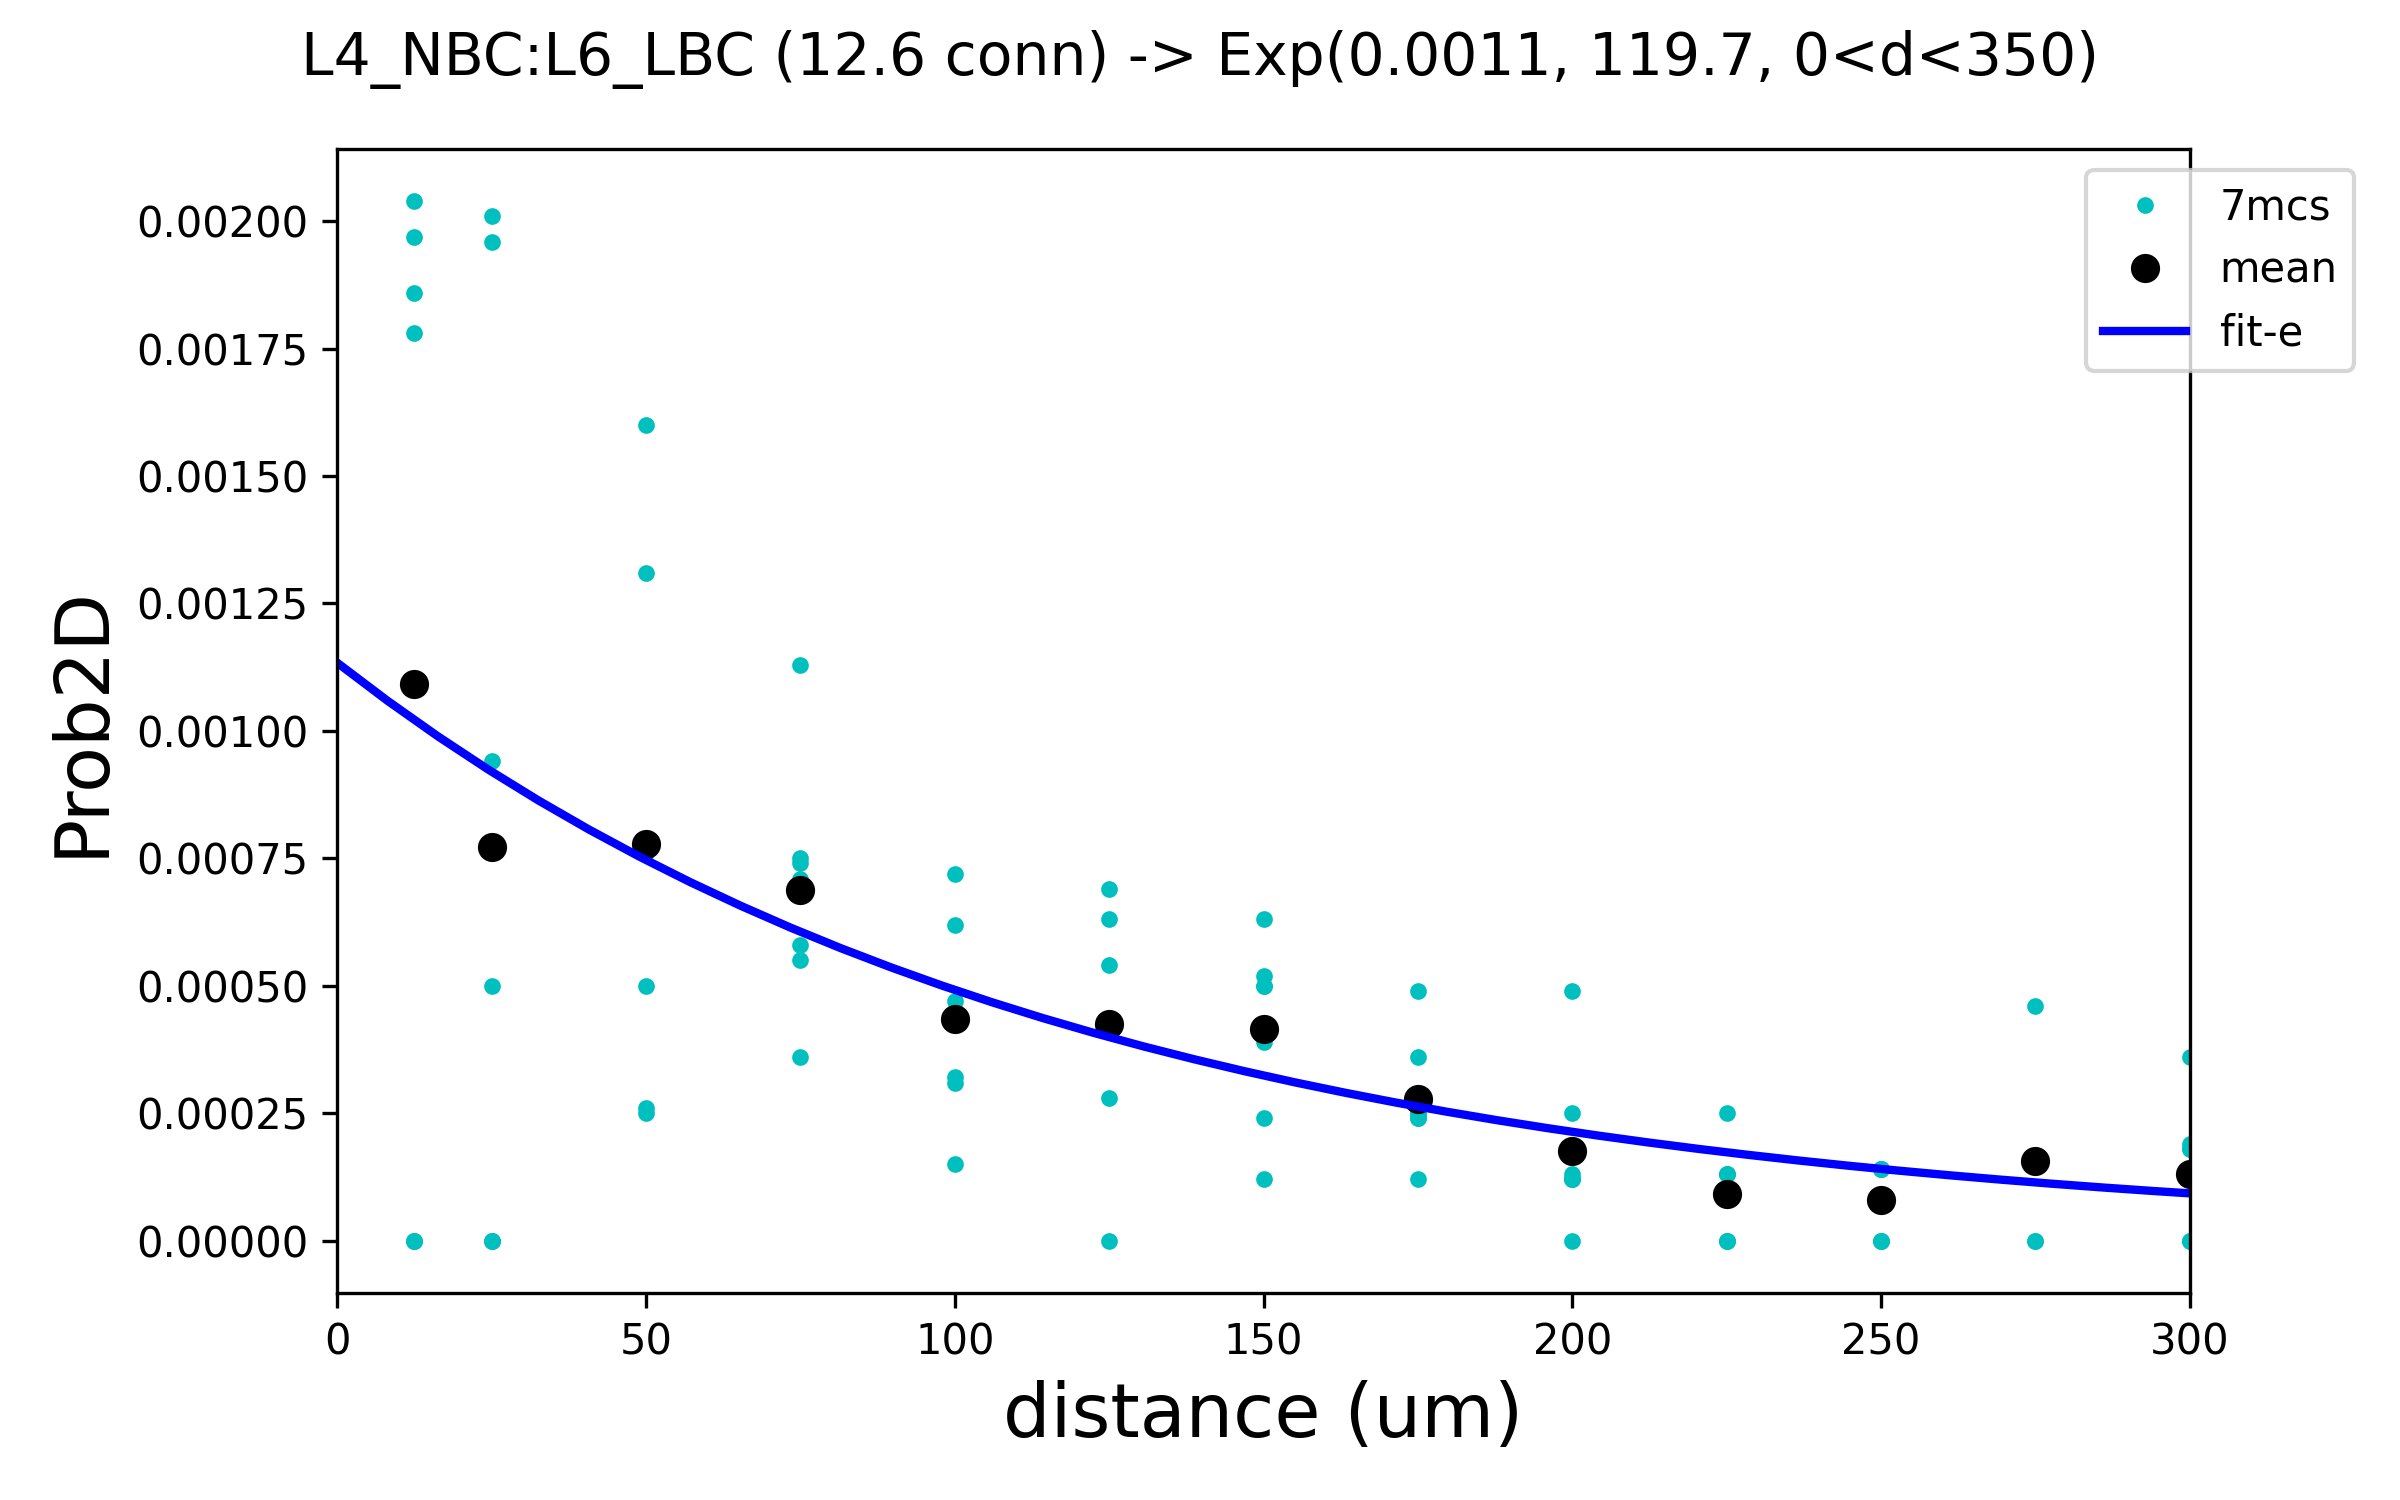 L4_NBC:L6_LBC (12.6 conn) -> Exp(0.0011, 119.7, 0<d<350)
7mcs
mean
fit-e
Prob2D
0.00200
0.00175
0.00150
0.00125
0.00100
0.00075
0.00050
0.00025
0.00000
0 50 100 150 200 250 300
distance (um)